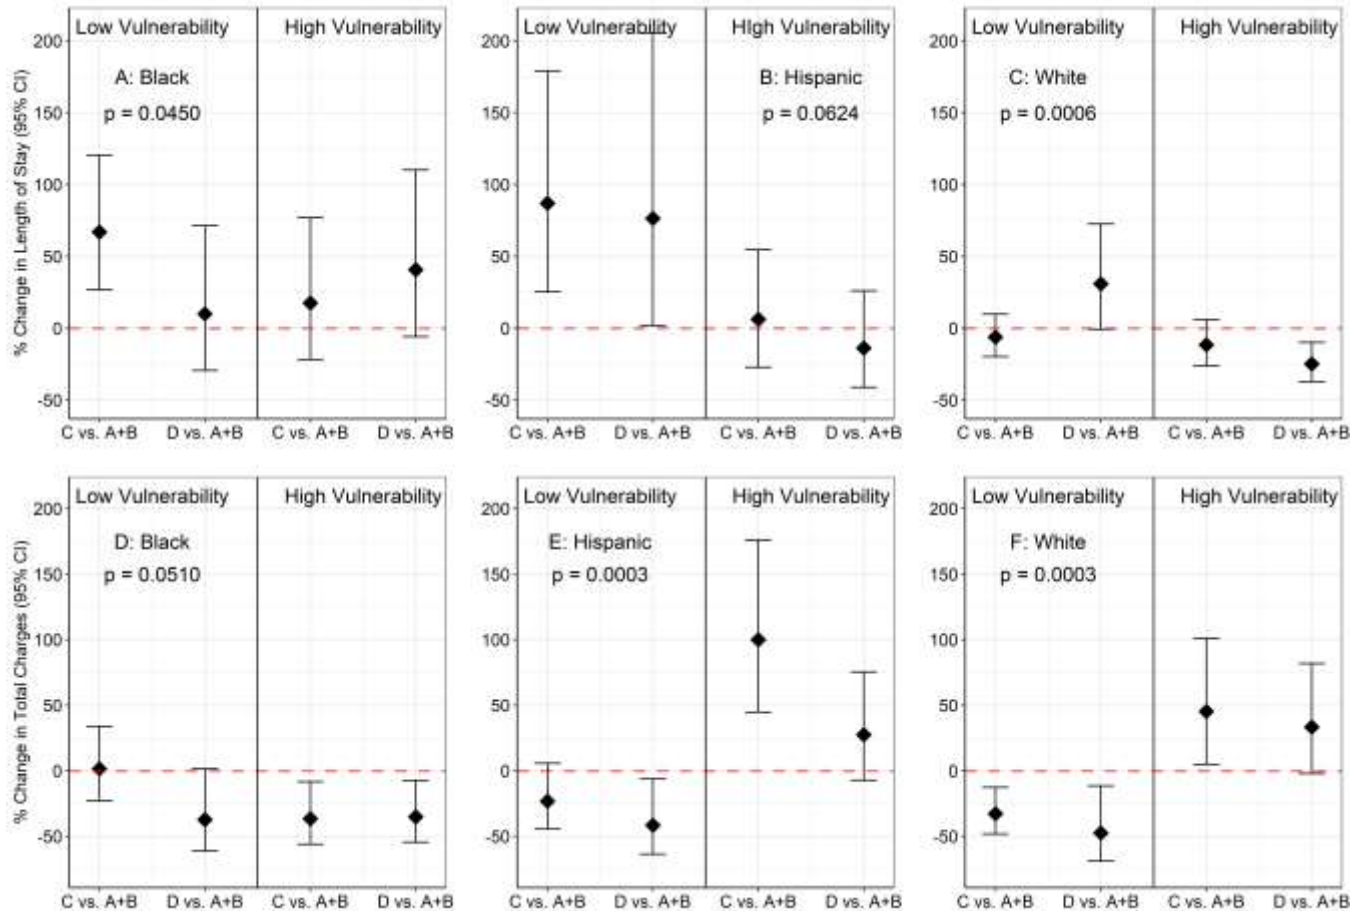 % Change in Length of Stay (95% CI)
200
150
100
50
0
-50
Low Vulnerability
High Vulnerability
A: Black
p = 0.0450
C vs. A+B
D vs. A+B
C vs. A+B
D vs. A+B
200
150
100
50
0
-50
Low Vulnerability
HIgh Vulnerability
B: Hispanic
p = 0.0624
C vs. A+B
D vs. A+B
C vs. A+B
D vs. A+B
200
150
100
50
0
-50
Low Vulnerability
High Vulnerability
C: White
p = 0.0006
C vs. A+B
D vs. A+B
C vs. A+B
D vs. A+B
% Change in Total Charges (95% CI)
200
150
100
50
0
-50
Low Vulnerability
High Vulnerability
D: Black
p = 0.0510
C vs. A+B
D vs. A+B
C vs. A+B
D vs. A+B
200
150
100
50
0
-50
Low Vulnerability
High Vulnerability
E: Hispanic
p = 0.0003
C vs. A+B
D vs. A+B
C vs. A+B
D vs. A+B
200
150
100
50
0
-50
Low Vulnerability
High Vulnerability
F: White
p = 0.0003
C vs. A+B
D vs. A+B
C vs. A+B
D vs. A+B